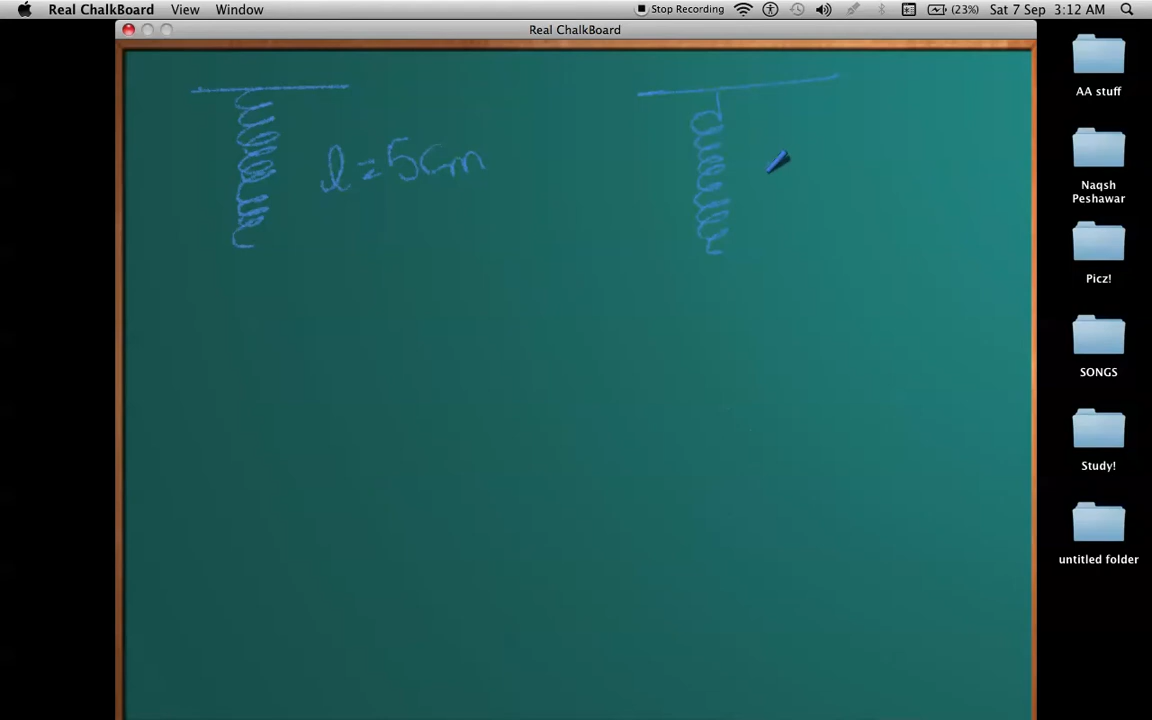 Real ChalkBoard View Window Stop Recording (23%) Sat 7 Sep 3:12 AM
Real ChalkBoard
l = 5cm
AA stuff
Naqsh
Peshawar
Picz!
SONGS
Study!
untitled folder